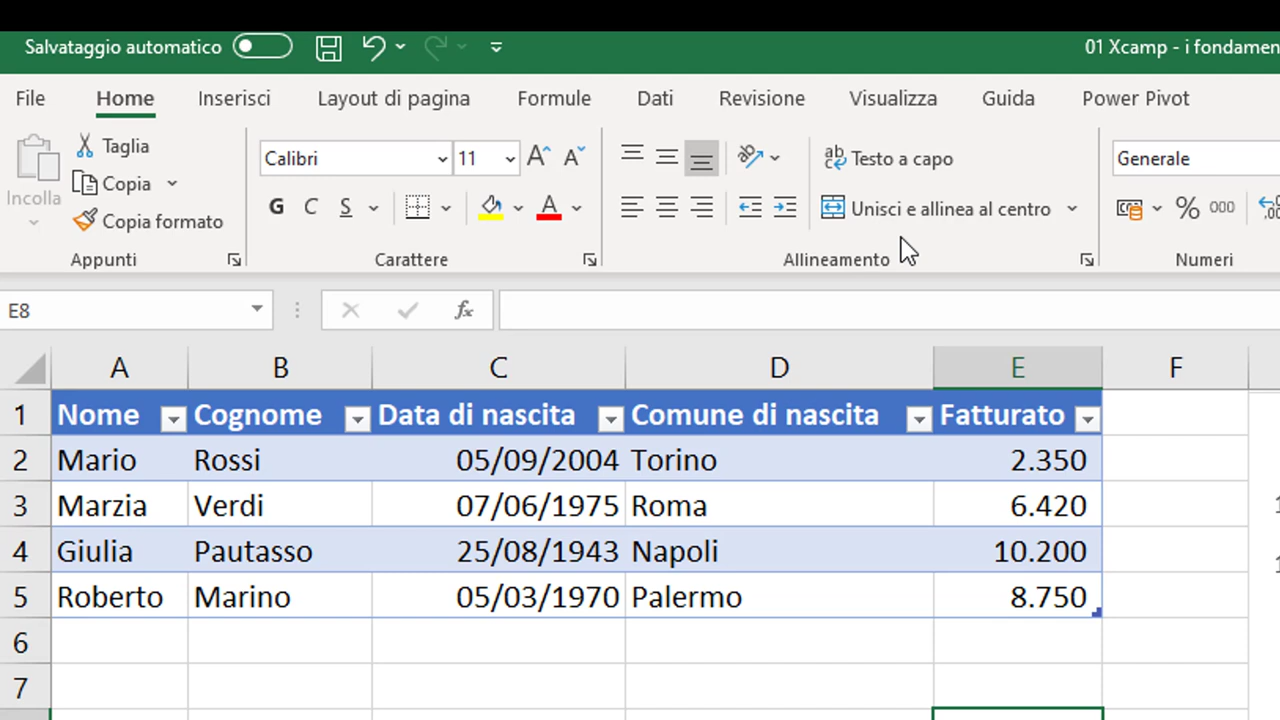 Salvataggio automatico 01 Xcamp - i fondamen
File Home Inserisci Layout di pagina Formule Dati Revisione Visualizza Guida Power Pivot
Incolla
Taglia
Copia
Copia formato
Appunti
Calibri 11
G C S A
Carattere
ab Testo a capo
Unisci e allinea al centro
Allineamento
Generale
% 000
Numeri
E8 fx
A B C D E F
1 Nome Cognome Data di nascita Comune di nascita Fatturato
2 Mario Rossi 05/09/2004 Torino 2.350
3 Marzia Verdi 07/06/1975 Roma 6.420
4 Giulia Pautasso 25/08/1943 Napoli 10.200
5 Roberto Marino 05/03/1970 Palermo 8.750
6
7